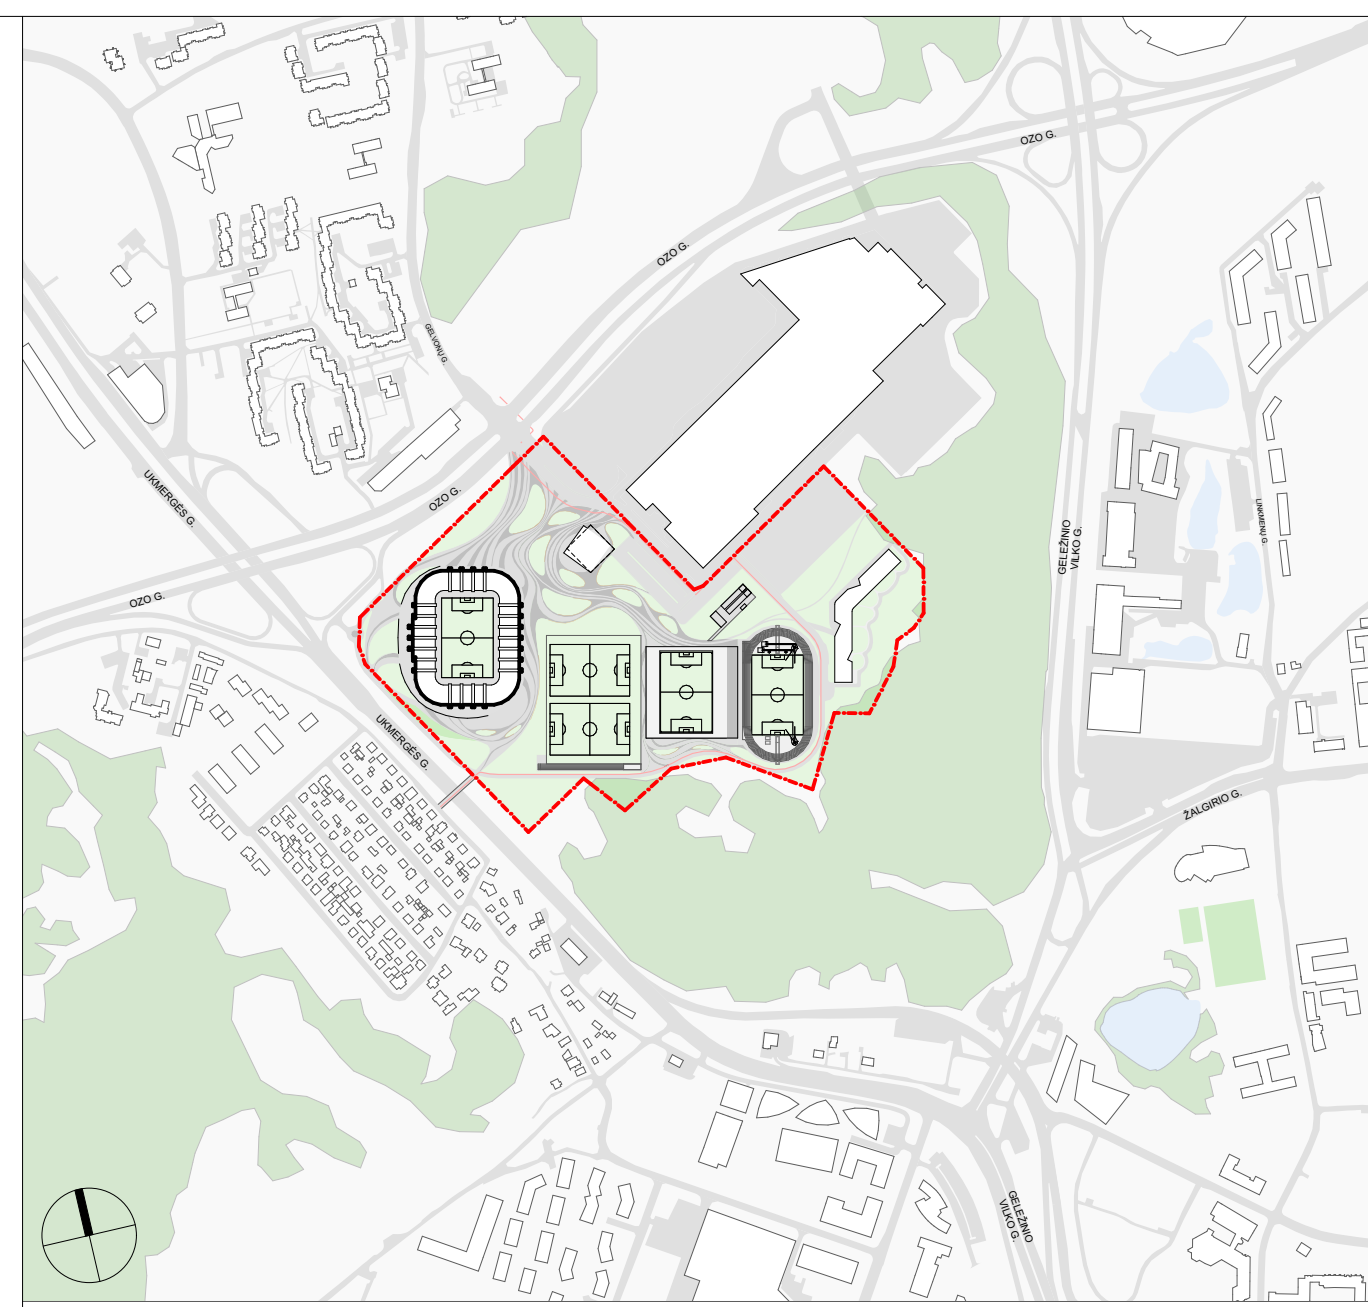 OZO G.
OZO G.
GELVONŲ G.
UKMERGĖS G.
OZO G.
LINKMENŲ G.
GELEŽINIO
VILKO G.
OZO G.
UKMERGĖS G.
ŽALGIRIO G.
GELEŽINIO
VILKO G.